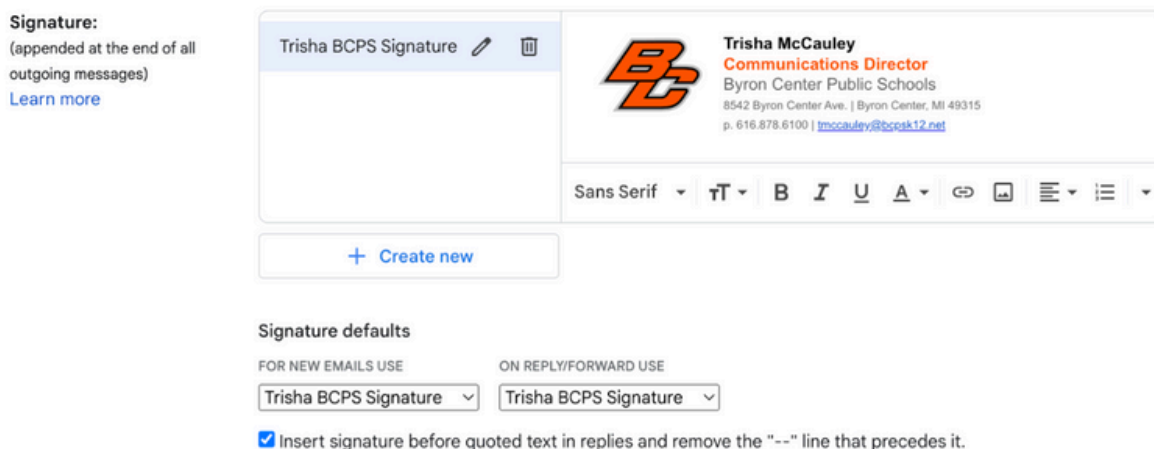 Signature:
(appended at the end of all
outgoing messages)
Learn more
Trisha BCPS Signature
BC
Trisha McCauley
Communications Director
Byron Center Public Schools
8542 Byron Center Ave. | Byron Center, MI 49315
p. 616.878.6100 | tmccauley@bcpsk12.net
Sans Serif
B I U A
+ Create new
Signature defaults
FOR NEW EMAILS USE ON REPLY/FORWARD USE
Trisha BCPS Signature Trisha BCPS Signature
Insert signature before quoted text in replies and remove the "--" line that precedes it.